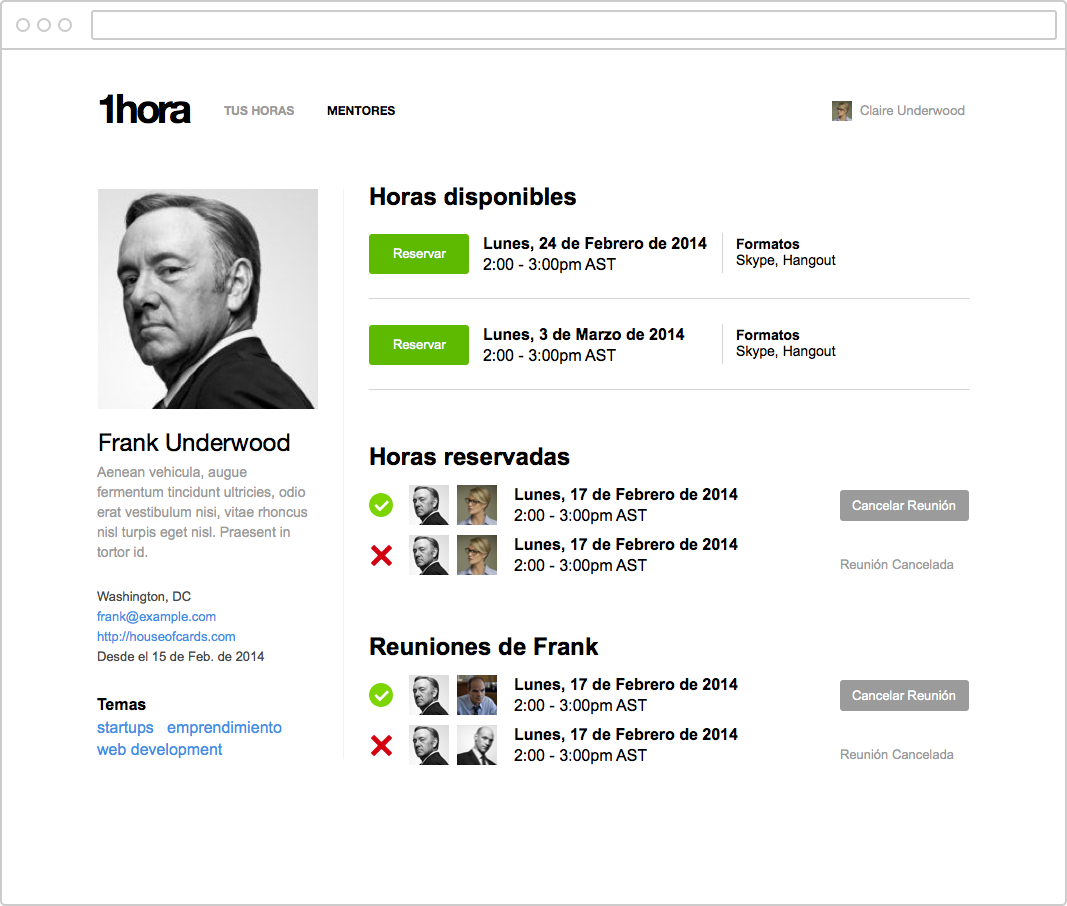 1hora
TUS HORAS
MENTORES
Claire Underwood
Frank Underwood
Aenean vehicula, augue
fermentum tincidunt ultricies, odio
erat vestibulum nisi, vitae rhoncus
nisl turpis eget nisl. Praesent in
tortor id.
Washington, DC
frank@example.com
http://houseofcards.com
Desde el 15 de Feb. de 2014
Temas
startups emprendimiento
web development
Horas disponibles
Reservar
Lunes, 24 de Febrero de 2014
2:00 - 3:00pm AST
Formatos
Skype, Hangout
Reservar
Lunes, 3 de Marzo de 2014
2:00 - 3:00pm AST
Formatos
Skype, Hangout
Horas reservadas
Lunes, 17 de Febrero de 2014
2:00 - 3:00pm AST
Cancelar Reunión
Lunes, 17 de Febrero de 2014
2:00 - 3:00pm AST
Reunión Cancelada
Reuniones de Frank
Lunes, 17 de Febrero de 2014
2:00 - 3:00pm AST
Cancelar Reunión
Lunes, 17 de Febrero de 2014
2:00 - 3:00pm AST
Reunión Cancelada